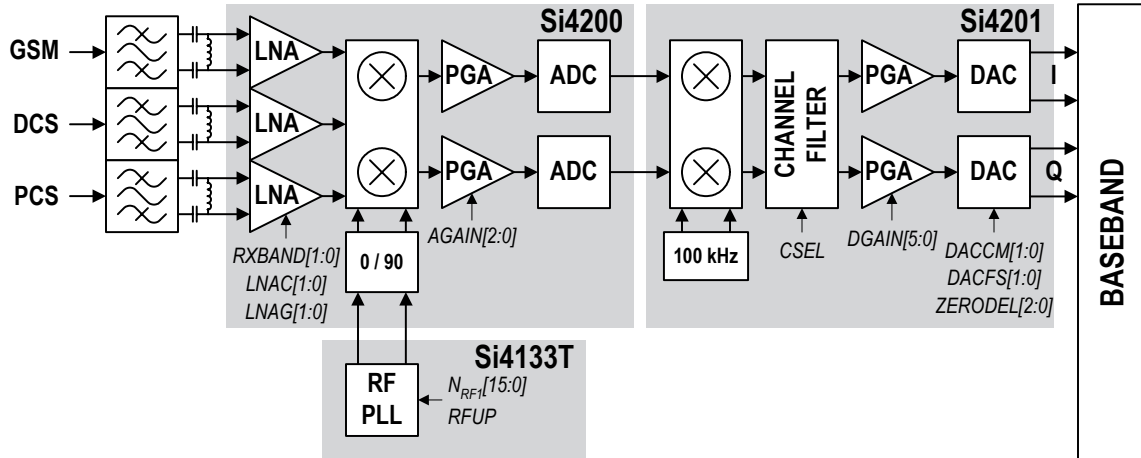 Si4200
Si4201
GSM
LNA
PGA
ADC
PGA
DAC
I
DCS
LNA
CHANNEL
FILTER
BASEBAND
PCS
LNA
PGA
ADC
PGA
DAC
Q
RXBAND[1:0]
LNAC[1:0]
LNAG[1:0]
0 / 90
AGAIN[2:0]
100 kHz
CSEL
DGAIN[5:0]
DACCM[1:0]
DACFS[1:0]
ZERODEL[2:0]
Si4133T
RF
PLL
NRF1[15:0]
RFUP